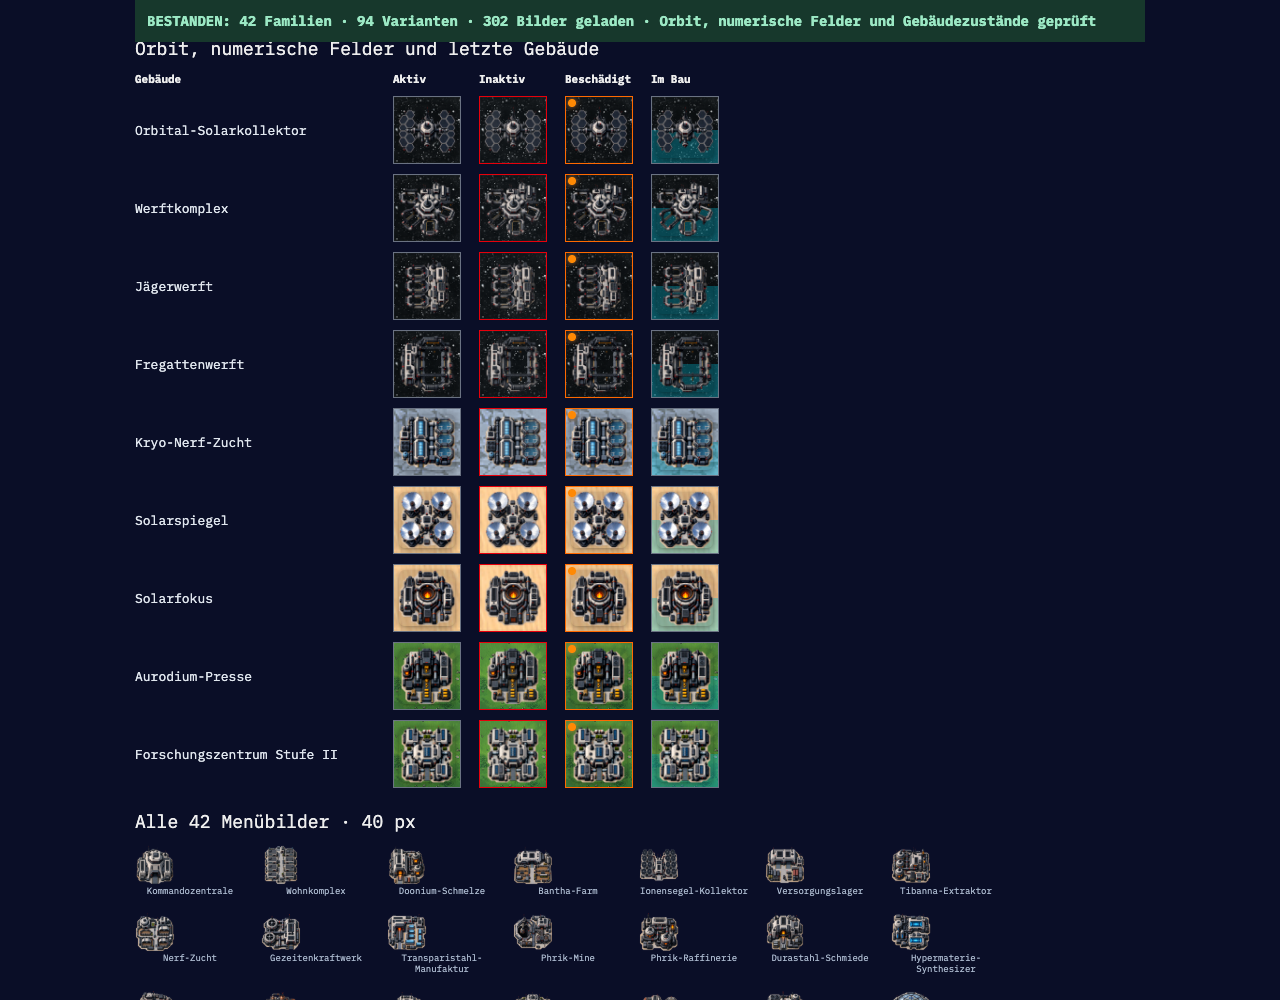 BESTANDEN: 42 Familien · 94 Varianten · 302 Bilder geladen · Orbit, numerische Felder und Gebäudezustände geprüft
Orbit, numerische Felder und letzte Gebäude
Gebäude Aktiv Inaktiv Beschädigt Im Bau
Orbital-Solarkollektor
Werftkomplex
Jägerwerft
Fregattenwerft
Kryo-Nerf-Zucht
Solarspiegel
Solarfokus
Aurodium-Presse
Forschungszentrum Stufe II
Alle 42 Menübilder · 40 px
Kommandozentrale Wohnkomplex Doonium-Schmelze Bantha-Farm Ionensegel-Kollektor Versorgungslager Tibanna-Extraktor
Nerf-Zucht Gezeitenkraftwerk Transparistahl- Phrik-Mine Phrik-Raffinerie Durastahl-Schmiede Hypermaterie-
Manufaktur Synthesizer